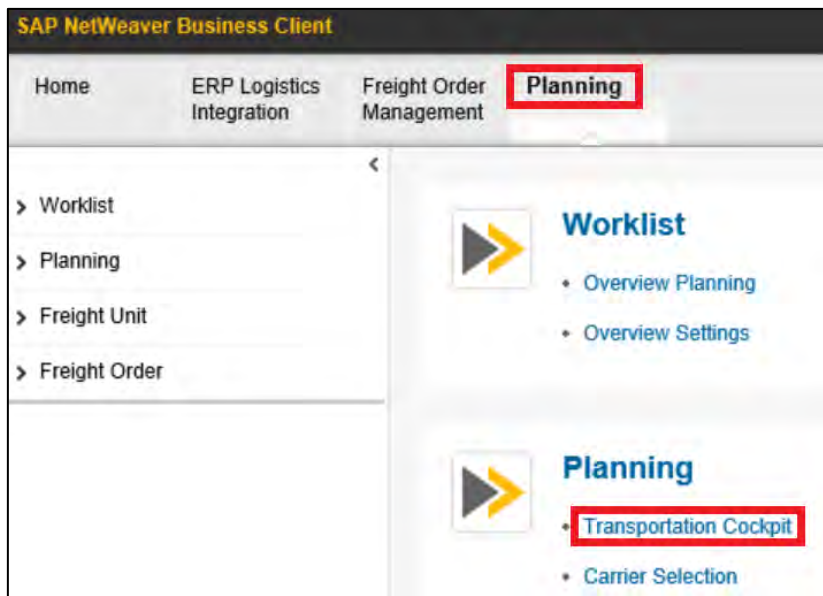 SAP NetWeaver Business Client
Home
ERP Logistics
Integration
Freight Order
Management
Planning
Worklist
Planning
Freight Unit
Freight Order
Worklist
• Overview Planning
• Overview Settings
Planning
• Transportation Cockpit
• Carrier Selection